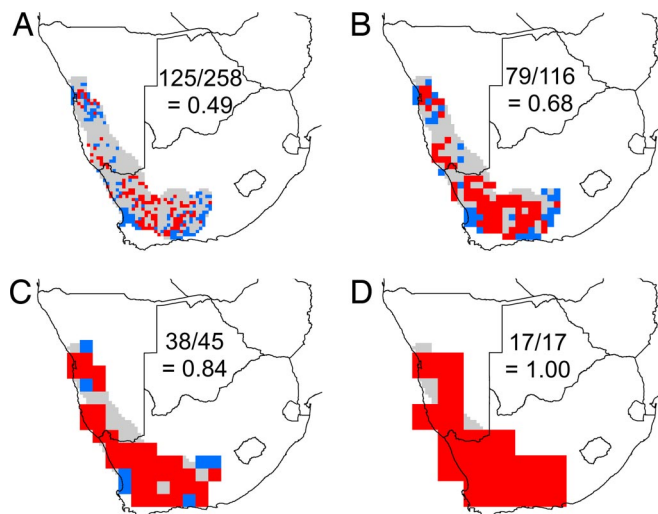 A
125/258
= 0.49
B
79/116
= 0.68
C
38/45
= 0.84
D
17/17
= 1.00